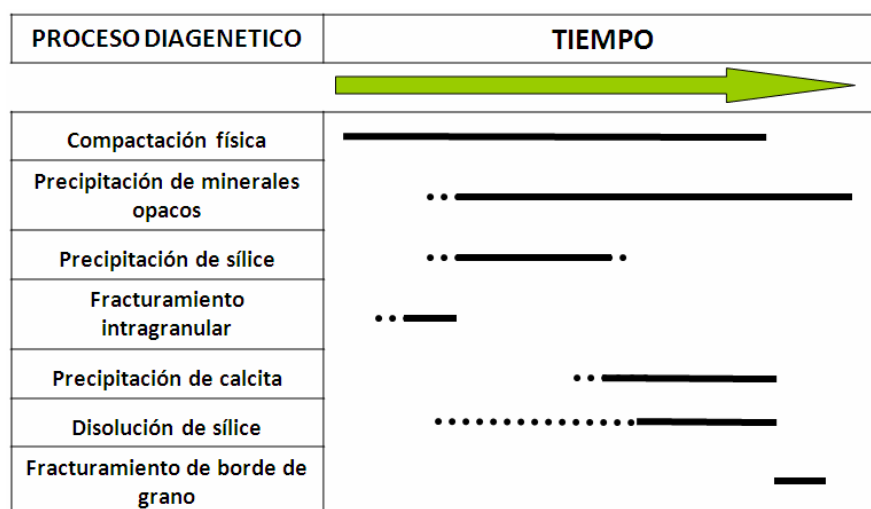 PROCESO DIAGENETICO
TIEMPO
Compactación física
Precipitación de minerales
opacos
Precipitación de sílice
Fracturamiento
intragranular
Precipitación de calcita
Disolución de sílice
Fracturamiento de borde de
grano